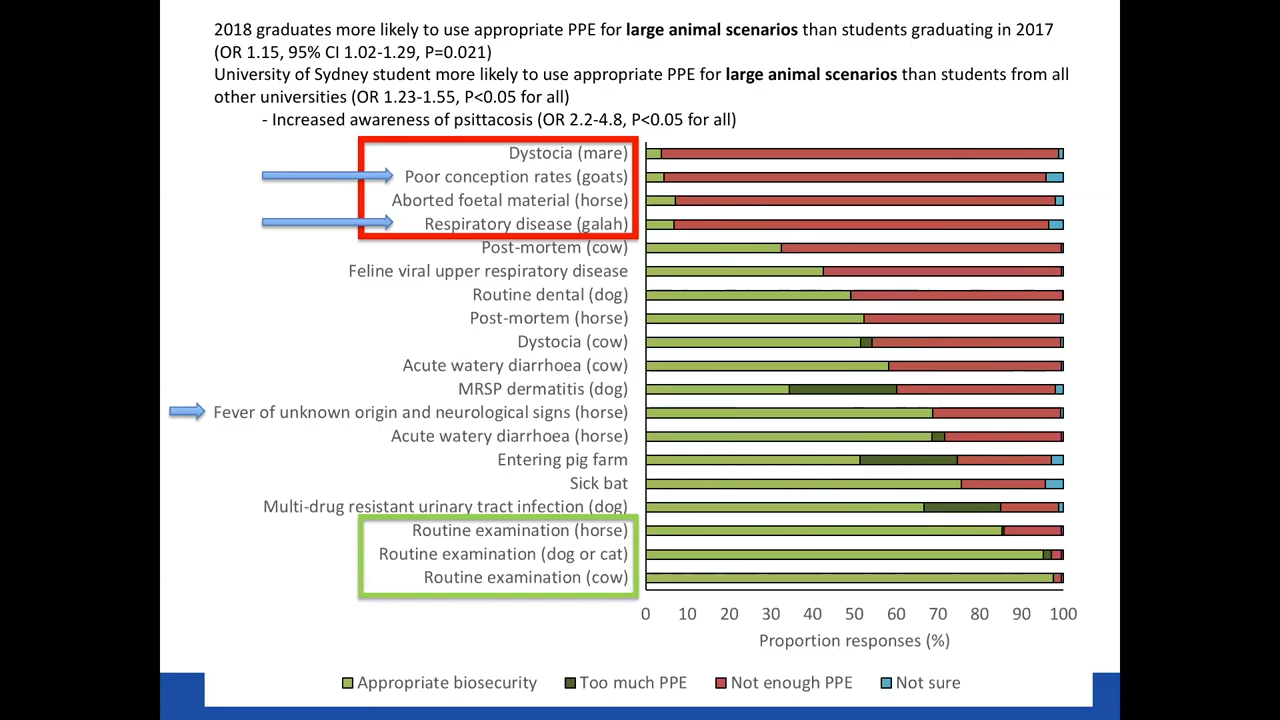 2018 graduates more likely to use appropriate PPE for large animal scenarios than students graduating in 2017
(OR 1.15, 95% CI 1.02-1.29, P=0.021)
University of Sydney student more likely to use appropriate PPE for large animal scenarios than students from all
other universities (OR 1.23-1.55, P<0.05 for all)
- Increased awareness of psittacosis (OR 2.2-4.8, P<0.05 for all)
Dystocia (mare)
Poor conception rates (goats)
Aborted foetal material (horse)
Respiratory disease (galah)
Post-mortem (cow)
Feline viral upper respiratory disease
Routine dental (dog)
Post-mortem (horse)
Dystocia (cow)
Acute watery diarrhoea (cow)
MRSP dermatitis (dog)
Fever of unknown origin and neurological signs (horse)
Acute watery diarrhoea (horse)
Entering pig farm
Sick bat
Multi-drug resistant urinary tract infection (dog)
Routine examination (horse)
Routine examination (dog or cat)
Routine examination (cow)
0 10 20 30 40 50 60 70 80 90 100
Proportion responses (%)
Appropriate biosecurity Too much PPE Not enough PPE Not sure